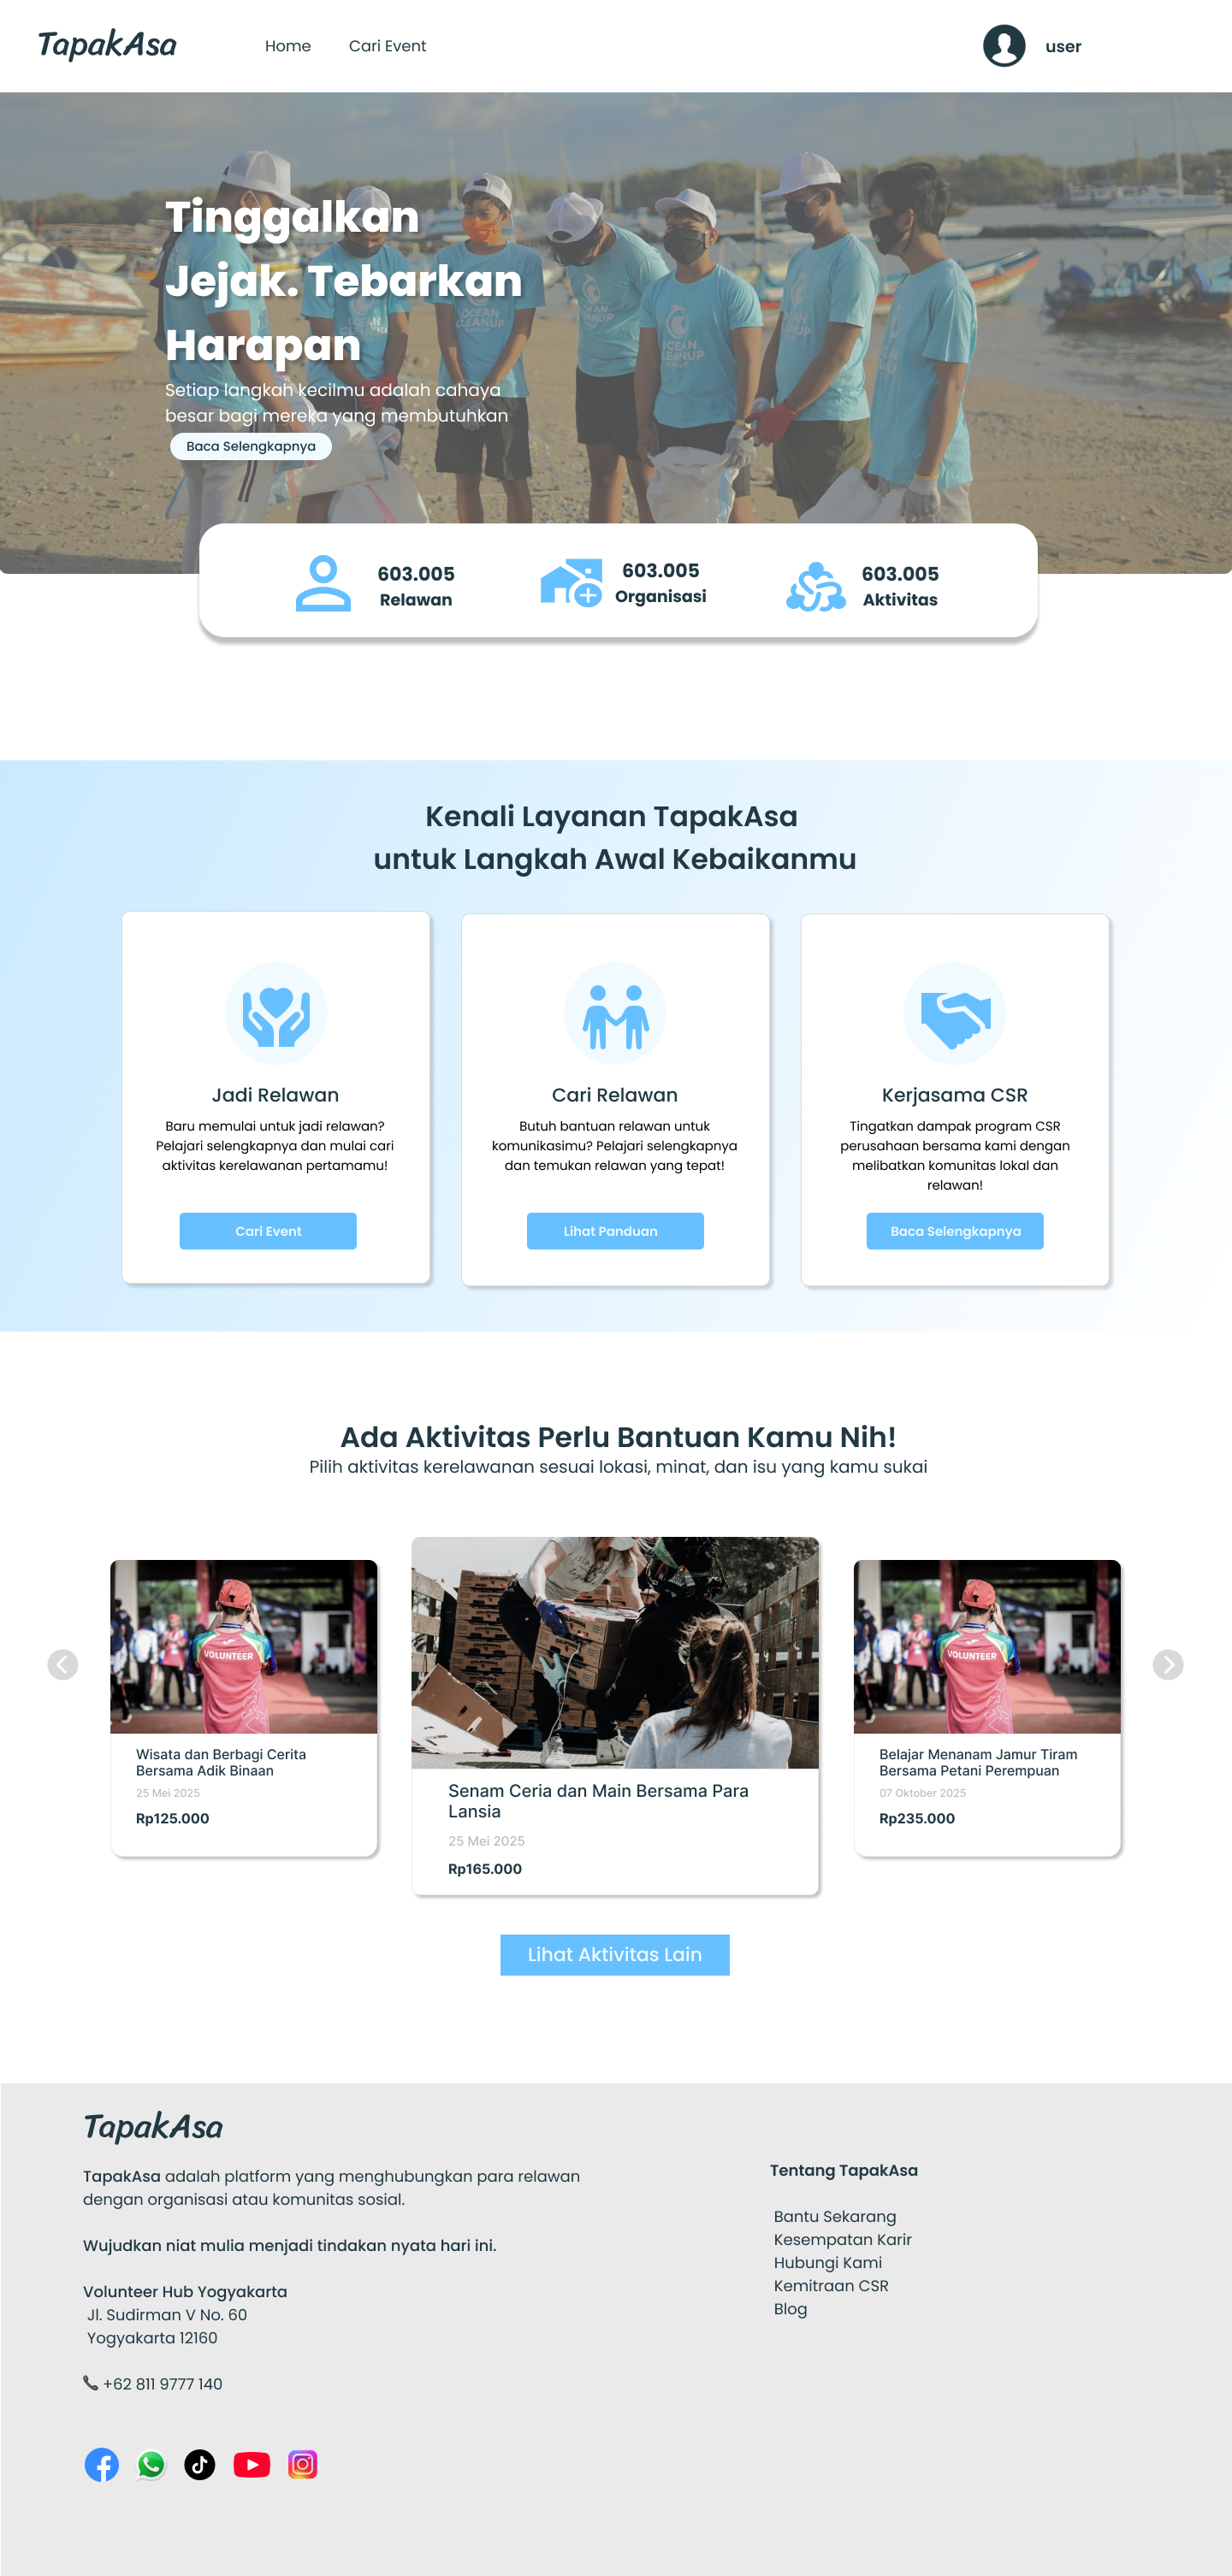 TapakAsa
Home
Cari Event
user
Tinggalkan
Jejak. Tebarkan
Harapan
Setiap langkah kecilmu adalah cahaya
besar bagi mereka yang membutuhkan
Baca Selengkapnya
OCEAN
CLEANUP
GROUP
603.005
Relawan
603.005
Organisasi
603.005
Aktivitas
Kenali Layanan TapakAsa
untuk Langkah Awal Kebaikanmu
Jadi Relawan
Baru memulai untuk jadi relawan?
Pelajari selengkapnya dan mulai cari
aktivitas kerelawanan pertamamu!
Cari Event
Cari Relawan
Butuh bantuan relawan untuk
komunikasimu? Pelajari selengkapnya
dan temukan relawan yang tepat!
Lihat Panduan
Kerjasama CSR
Tingatkan dampak program CSR
perusahaan bersama kami dengan
melibatkan komunitas lokal dan
relawan!
Baca Selengkapnya
Ada Aktivitas Perlu Bantuan Kamu Nih!
Pilih aktivitas kerelawanan sesuai lokasi, minat, dan isu yang kamu sukai
VOLUNTEER
Wisata dan Berbagi Cerita
Bersama Adik Binaan
25 Mei 2025
Rp125.000
Senam Ceria dan Main Bersama Para
Lansia
25 Mei 2025
Rp165.000
VOLUNTEER
Belajar Menanam Jamur Tiram
Bersama Petani Perempuan
07 Oktober 2025
Rp235.000
Lihat Aktivitas Lain
TapakAsa
TapakAsa adalah platform yang menghubungkan para relawan
dengan organisasi atau komunitas sosial.
Wujudkan niat mulia menjadi tindakan nyata hari ini.
Volunteer Hub Yogyakarta
Jl. Sudirman V No. 60
Yogyakarta 12160
+62 811 9777 140
Tentang TapakAsa
Bantu Sekarang
Kesempatan Karir
Hubungi Kami
Kemitraan CSR
Blog